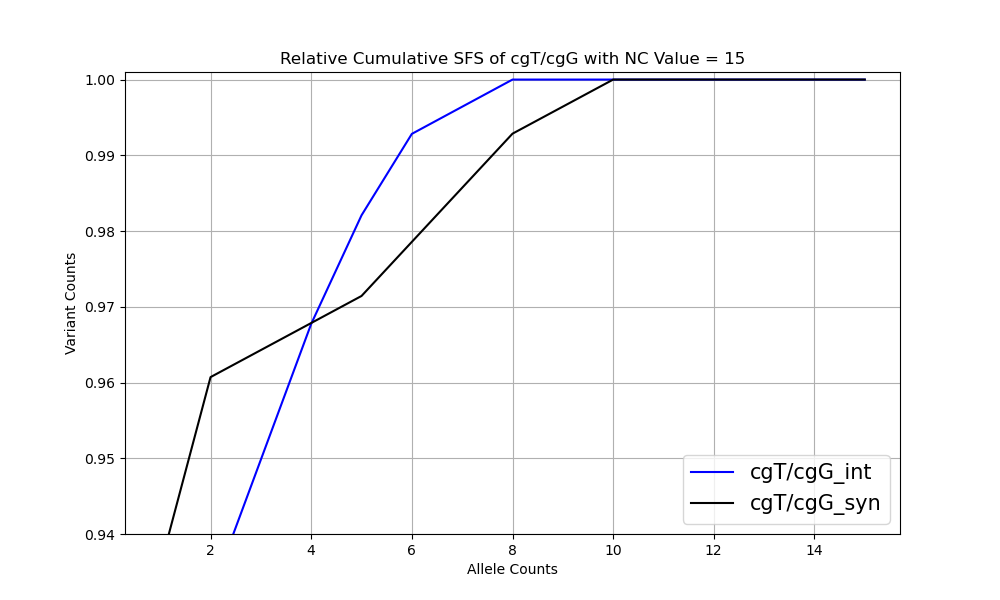 Relative Cumulative SFS of cgT/cgG with NC Value = 15
1.00
0.99
0.98
0.97
0.96
0.95
0.94
Variant Counts
cgT/cgG_int
cgT/cgG_syn
2 4 6 8 10 12 14
Allele Counts